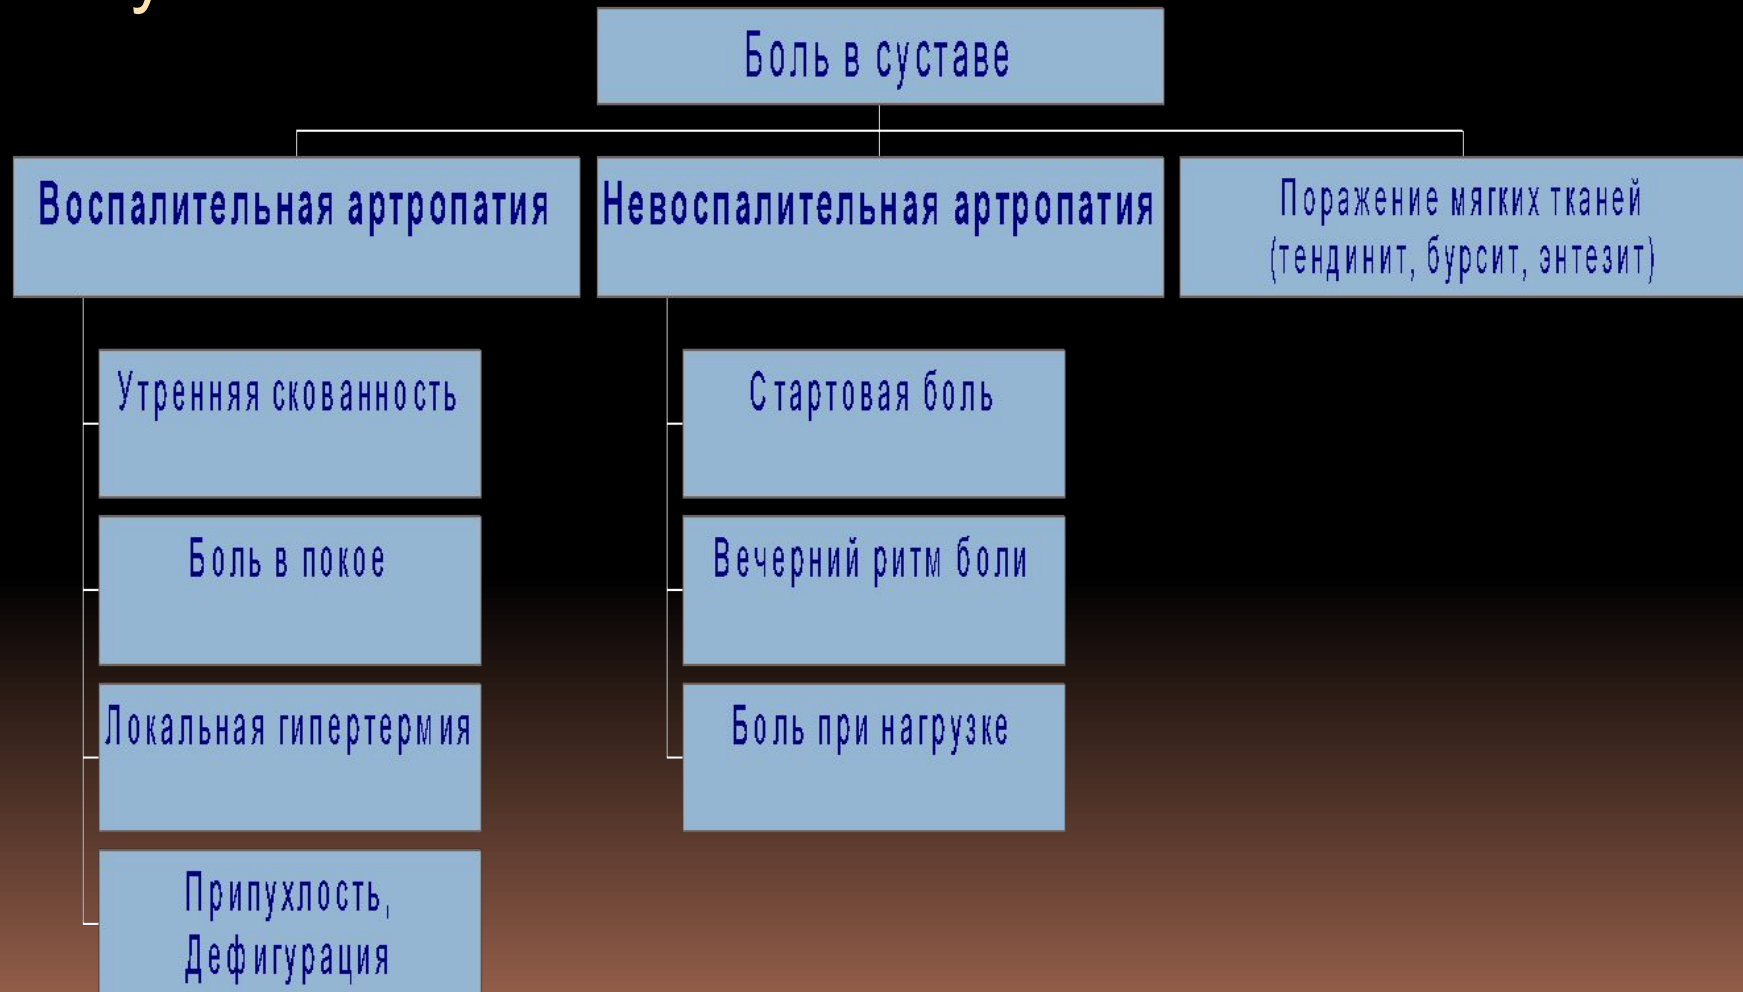 Боль в суставе
Воспалительная артропатия
Невоспалительная артропатия
Поражение мягких тканей
(тендинит, бурсит, энтезит)
Утренняя скованность
Боль в покое
Локальная гипертермия
Припухлость,
Дефигурация
Стартовая боль
Вечерний ритм боли
Боль при нагрузке